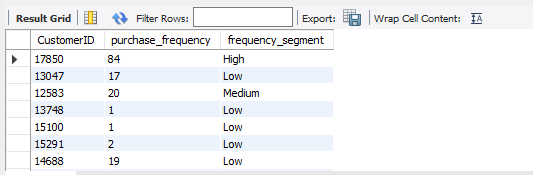 Result Grid Filter Rows: Export: Wrap Cell Content:
CustomerID purchase_frequency frequency_segment
17850 84 High
13047 17 Low
12583 20 Medium
13748 1 Low
15100 1 Low
15291 2 Low
14688 19 Low